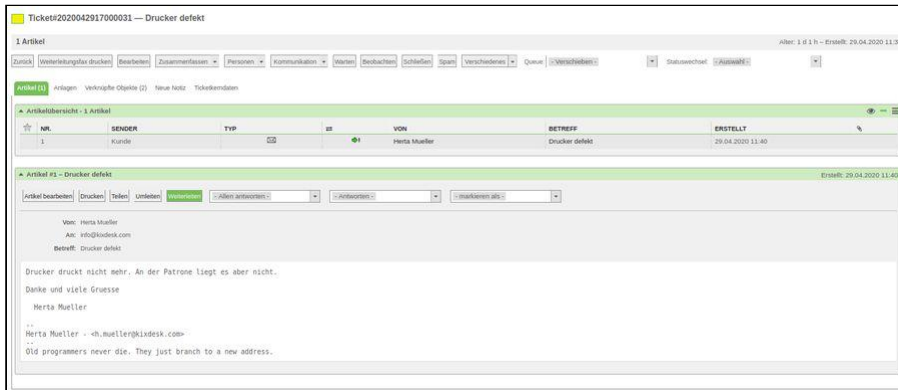 Ticket#2020042917000031 — Drucker defekt
1 Artikel
Alter: 1 d 1 h – Erstellt: 29.04.2020 11:3
Zurück Weiterleitungsfax drucken Bearbeiten Zusammenfassen Personen Kommunikation Warten Beobachten Schließen Spam Verschiedenes Queue: - Verschieben - Statuswechsel: - Auswahl -
Artikel (1) Anlagen Verknüpfte Objekte (2) Neue Notiz Ticketkerndaten
Artikelübersicht - 1 Artikel
NR. SENDER TYP VON BETREFF ERSTELLT
1 Kunde Herta Mueller Drucker defekt 29.04.2020 11:40
Artikel #1 – Drucker defekt
Erstellt: 29.04.2020 11:40
Artikel bearbeiten Drucken Teilen Umleiten Weiterleiten - Allen antworten - - Antworten - - markieren als -
Von: Herta Mueller
An: info@kixdesk.com
Betreff: Drucker defekt
Drucker druckt nicht mehr. An der Patrone liegt es aber nicht.
Danke und viele Gruesse
Herta Mueller
--
Herta Mueller - <h.mueller@kixdesk.com>
--
Old programmers never die. They just branch to a new address.